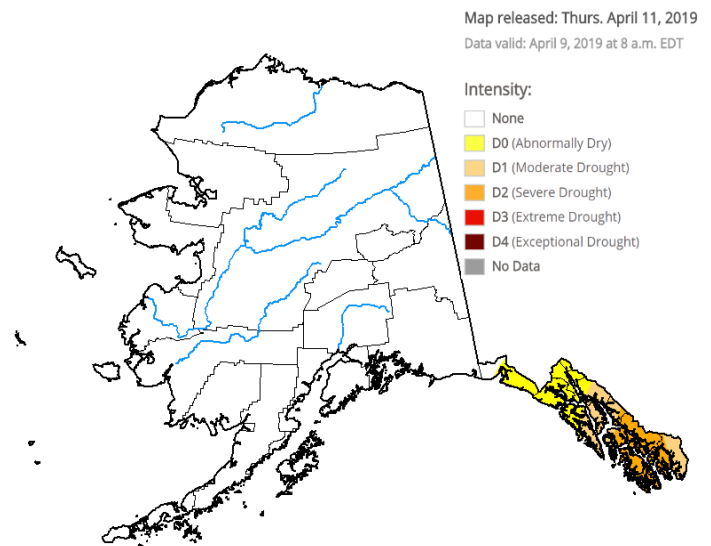 Map released: Thurs. April 11, 2019
Data valid: April 9, 2019 at 8 a.m. EDT
Intensity:
None
D0 (Abnormally Dry)
D1 (Moderate Drought)
D2 (Severe Drought)
D3 (Extreme Drought)
D4 (Exceptional Drought)
No Data